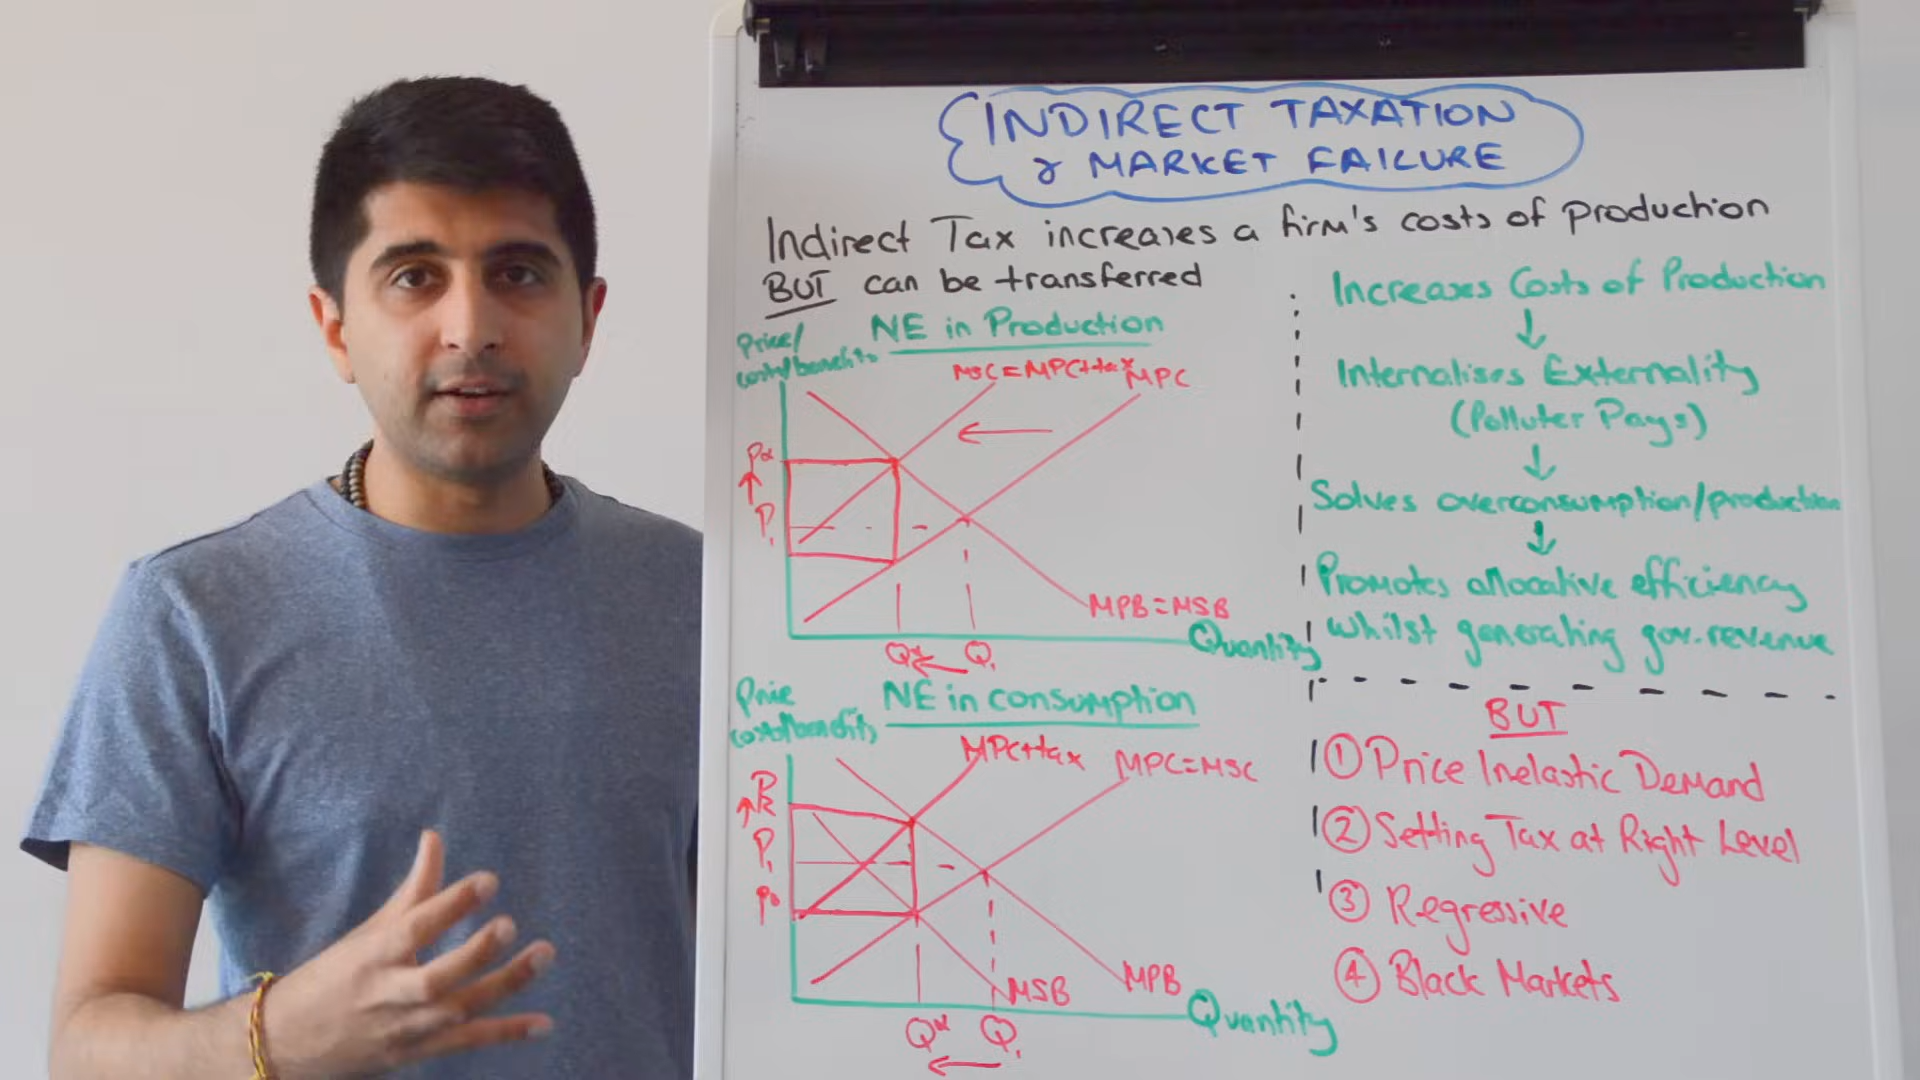 INDIRECT TAXATION
& MARKET FAILURE
Indirect Tax increases a firm's costs of production
BUT can be transferred
NE in Production
Price/
costs/benefits
MSC=MPC+tax
MPC
P*
P1
MPB=MSB
Quantity
Q*
Q1
NE in consumption
Price
costs/benefits
MPC+tax
MPC=MSC
P2
P1
P0
MSB
MPB
Quantity
Q*
Q1
Increases Costs of Production
Internalises Externality
(Polluter Pays)
Solves overconsumption/production
Promotes allocative efficiency
whilst generating gov.revenue
BUT
① Price Inelastic Demand
② Setting Tax at Right Level
③ Regressive
④ Black Markets